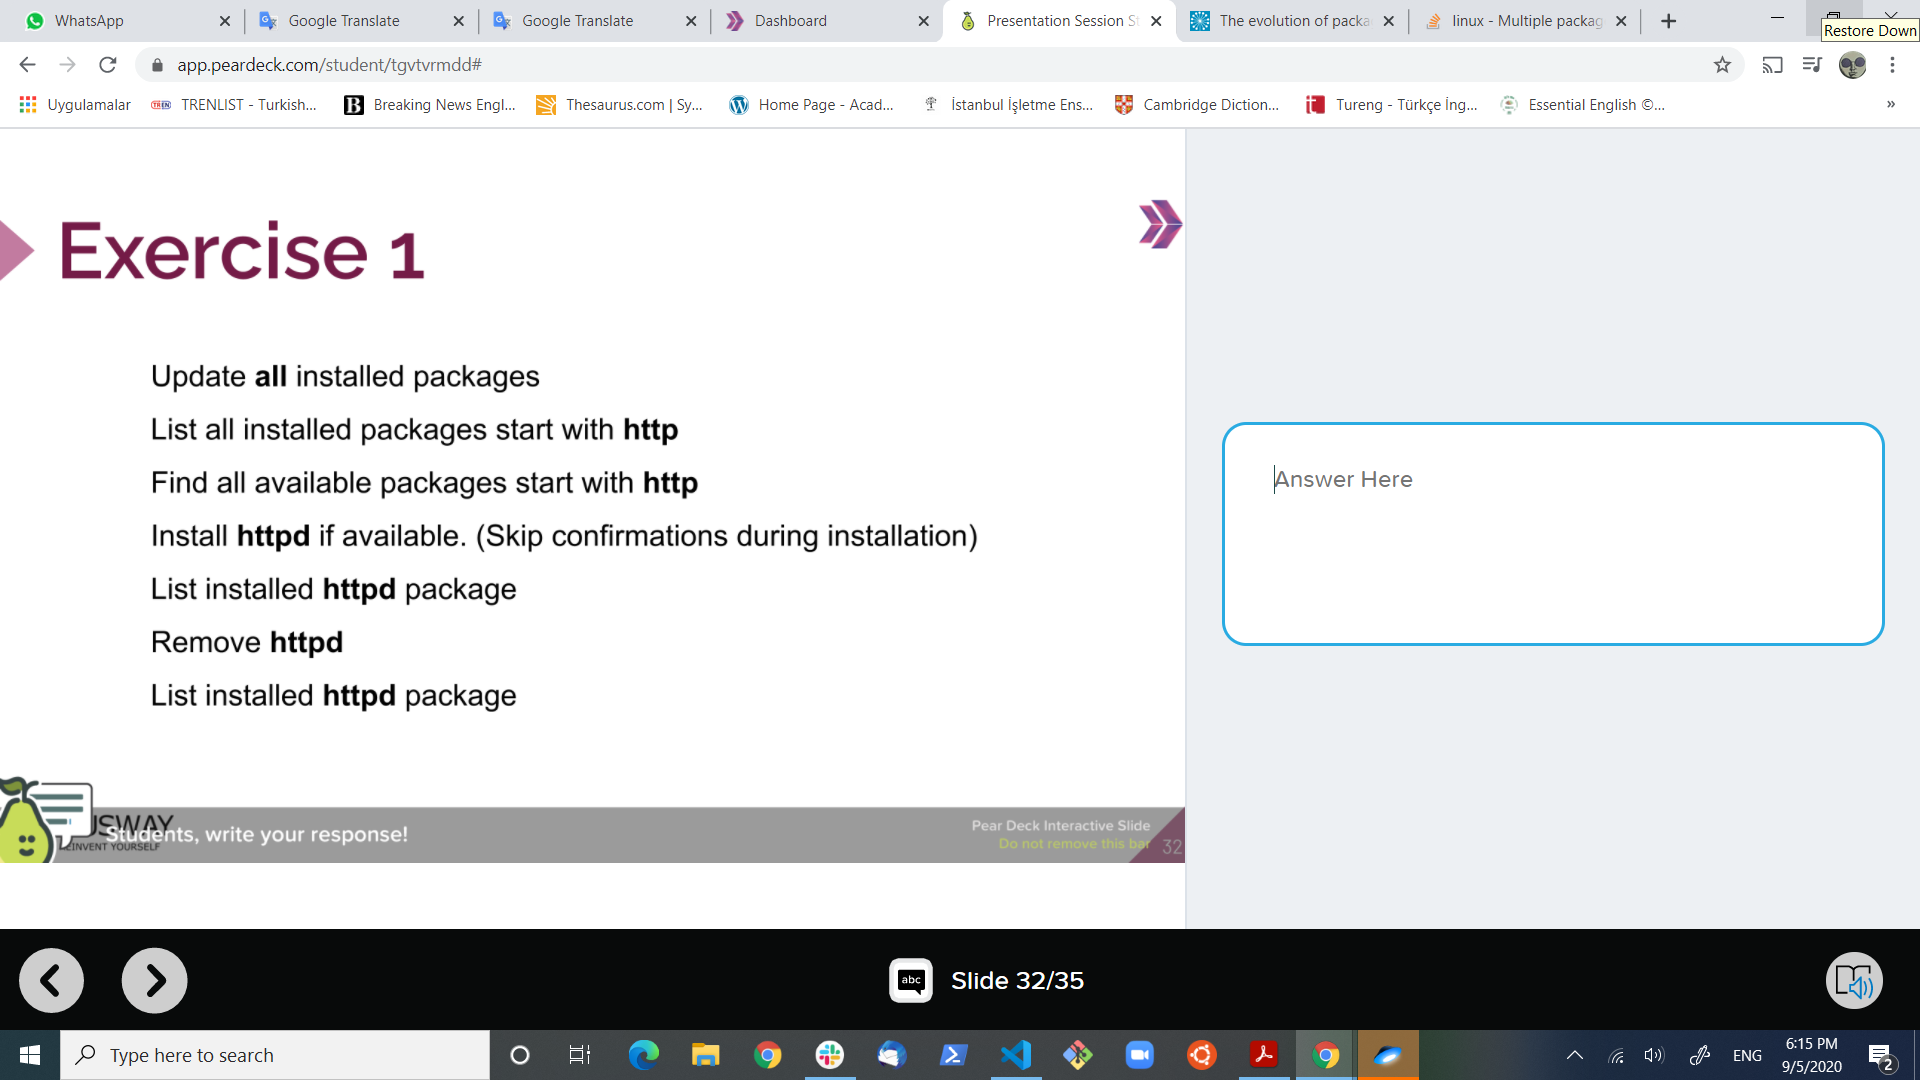 WhatsApp
Google Translate
Google Translate
Dashboard
Presentation Session St
The evolution of packa
linux - Multiple packag
Restore Down
app.peardeck.com/student/tgvtvrmdd#
Uygulamalar
TREN
TRENLIST - Turkish...
B
Breaking News Engl...
Thesaurus.com | Sy...
Home Page - Acad...
İstanbul İşletme Ens...
Cambridge Diction...
Tureng - Türkçe İng...
Essential English ©...
»
Exercise 1
Update all installed packages
List all installed packages start with http
Find all available packages start with http
Install httpd if available. (Skip confirmations during installation)
List installed httpd package
Remove httpd
List installed httpd package
Answer Here
USWAY
REINVENT YOURSELF
Students, write your response!
Pear Deck Interactive Slide
Do not remove this bar
32
abc
Slide 32/35
Type here to search
ENG
6:15 PM
9/5/2020
2